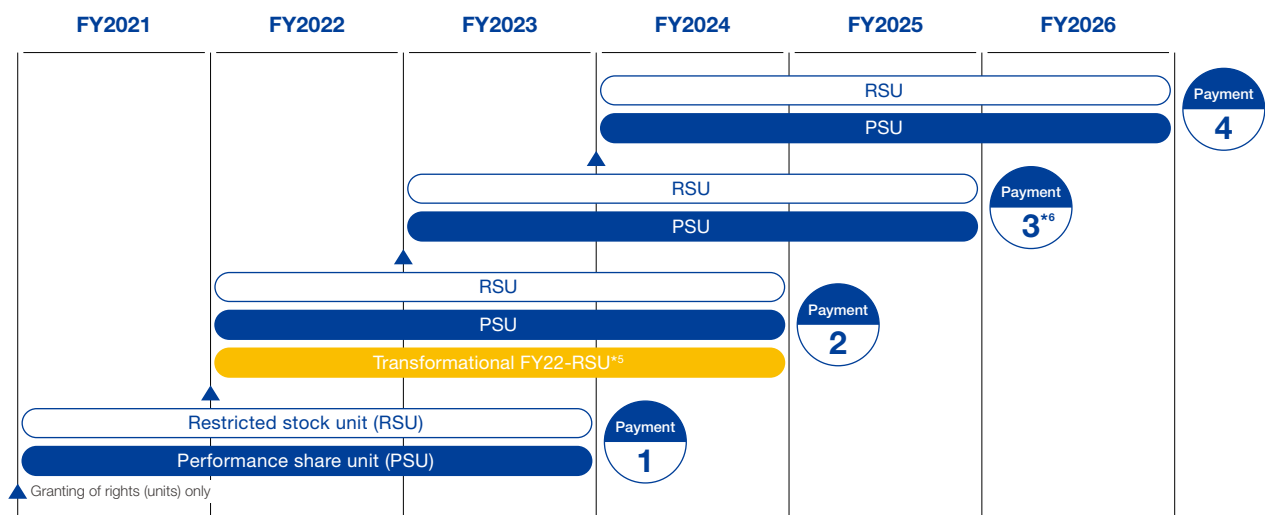 FY2021 FY2022 FY2023 FY2024 FY2025 FY2026
RSU
PSU
Payment
4
RSU
PSU
Payment
3*6
RSU
PSU
Transformational FY22-RSU*5
Payment
2
Restricted stock unit (RSU)
Performance share unit (PSU)
Payment
1
Granting of rights (units) only